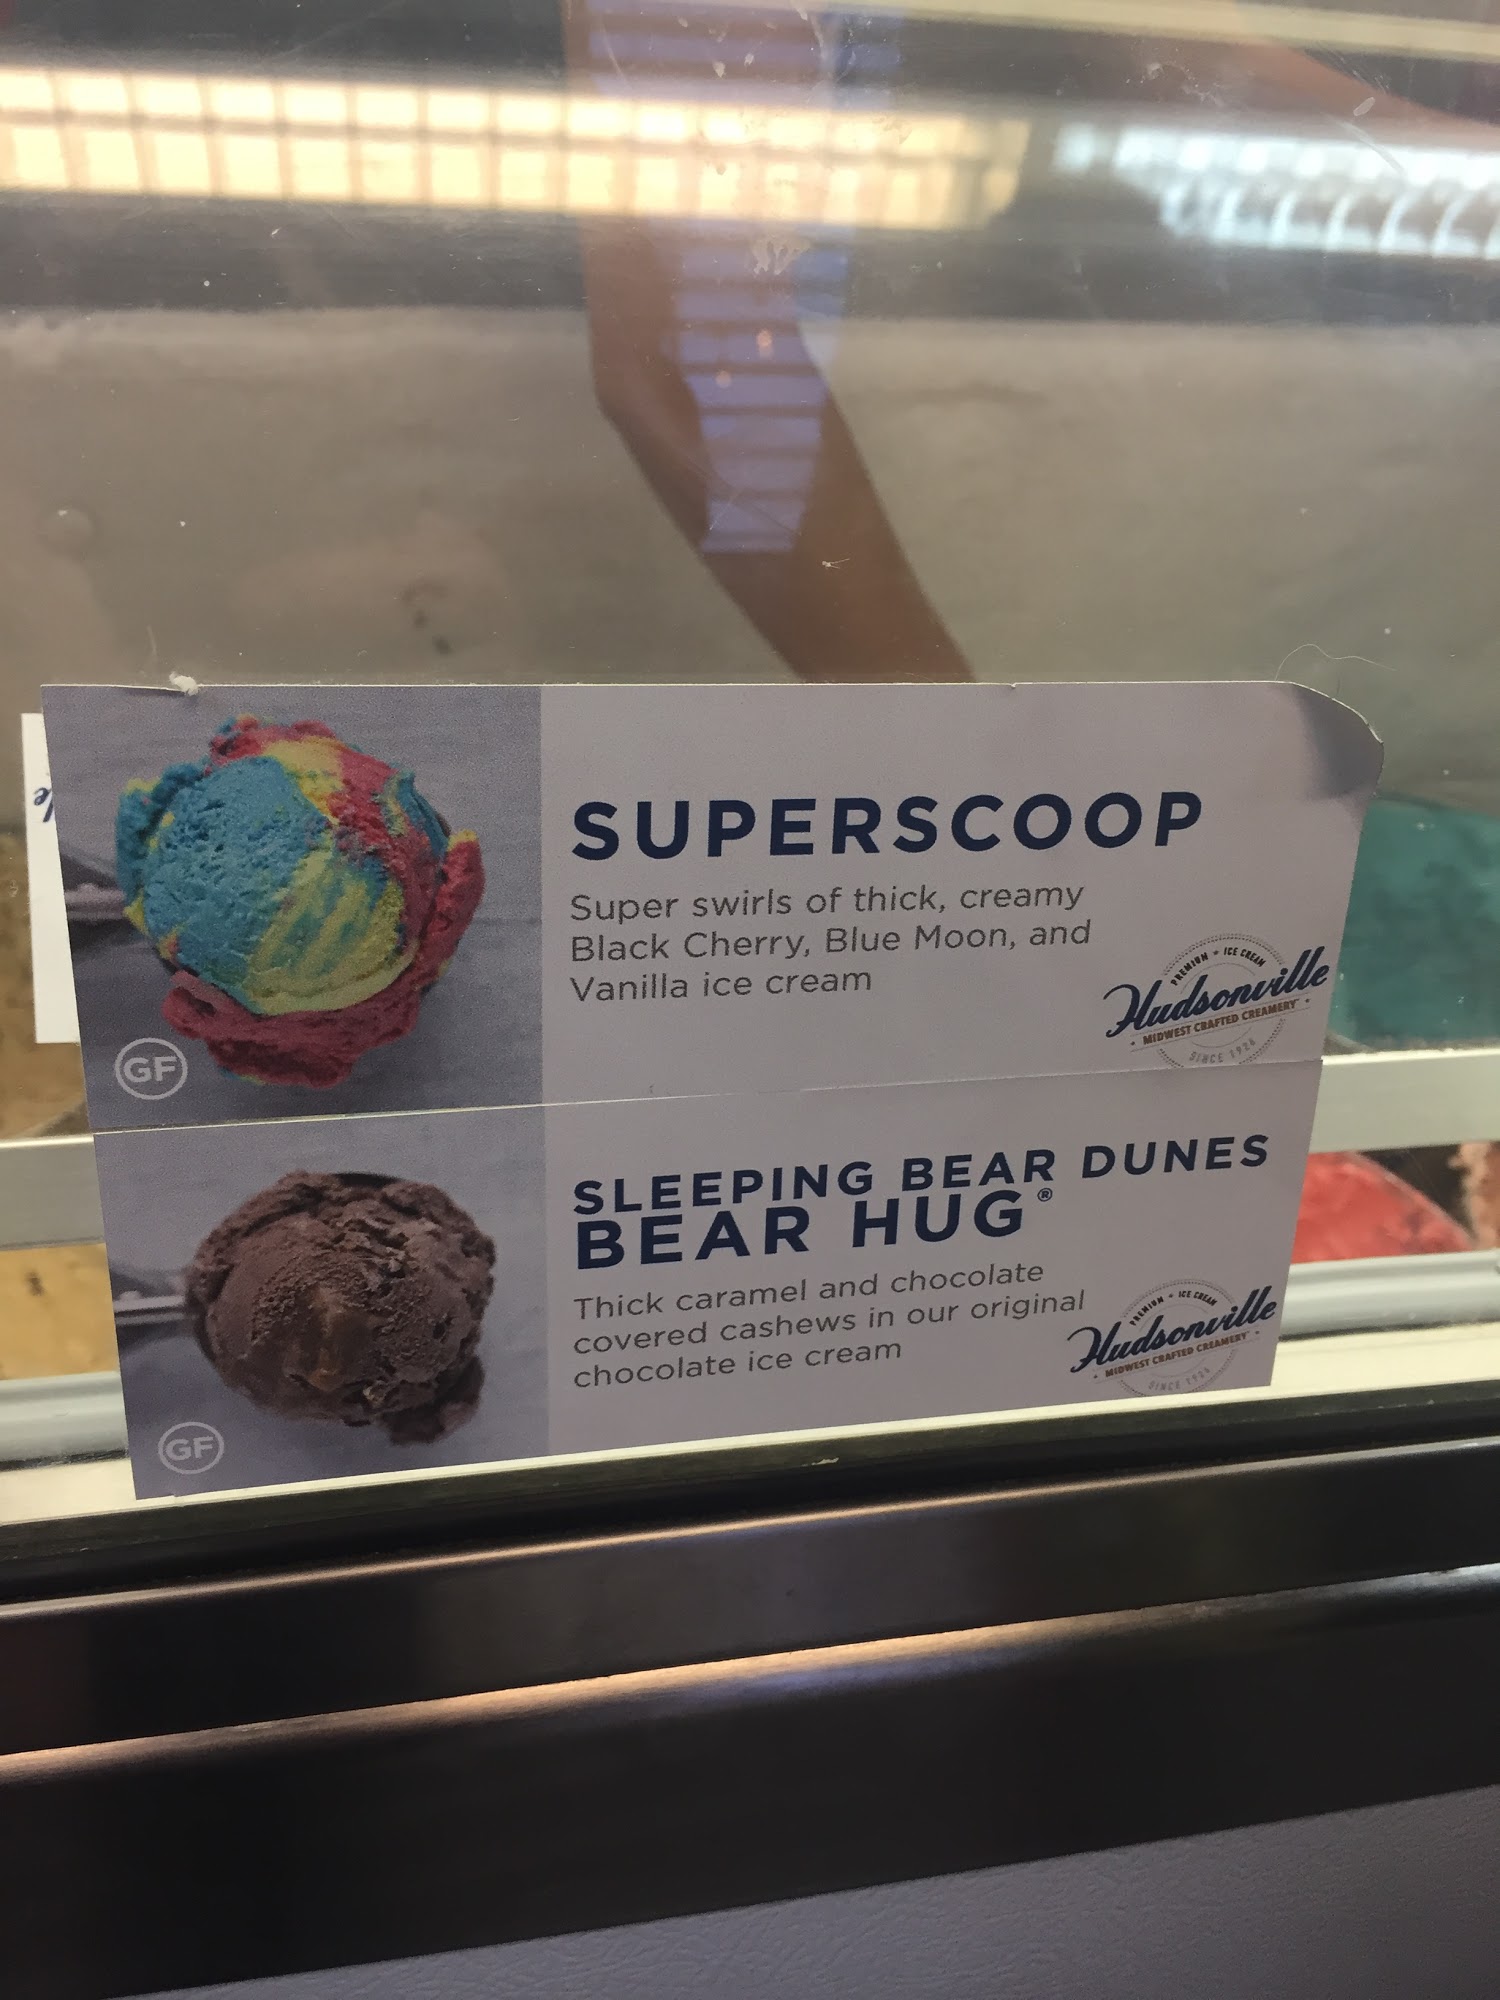 SUPERSCOOP
Super swirls of thick, creamy
Black Cherry, Blue Moon, and
Vanilla ice cream
PREMIUM ICE CREAM
Hudsonville
MIDWEST CRAFTED CREAMERY
SINCE 1926
GF
SLEEPING BEAR DUNES
BEAR HUG®
Thick caramel and chocolate
covered cashews in our original
chocolate ice cream
PREMIUM ICE CREAM
Hudsonville
MIDWEST CRAFTED CREAMERY
SINCE 1926
GF